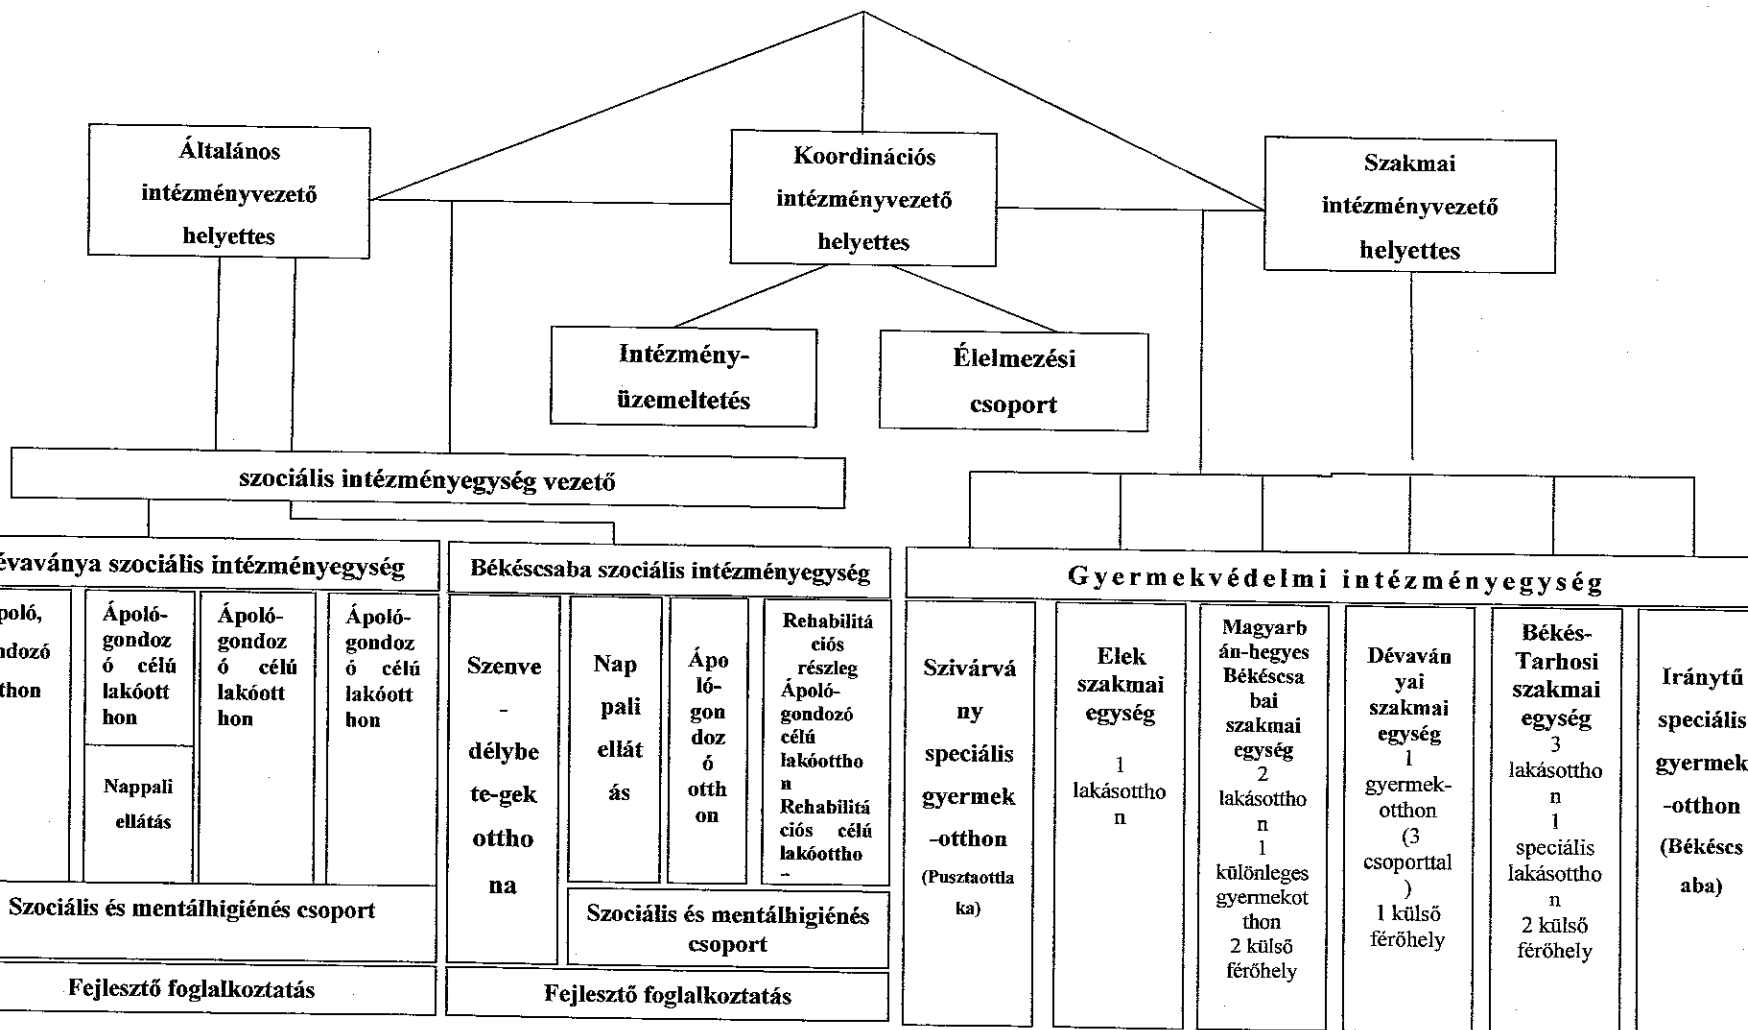 Általános
intézményvezető
helyettes
Koordinációs
intézményvezető
helyettes
Szakmai
intézményvezető
helyettes
Intézmény-
üzemeltetés
Élelmezési
csoport
szociális intézményegység vezető
évaványa szociális intézményegység
Békéscsaba szociális intézményegység
Gyermekvédelmi intézményegység
poló,
ndozó
thon
Ápoló-
gondoz
ó célú
lakóott
hon
Nappali
ellátás
Ápoló-
gondoz
ó célú
lakóott
hon
Ápoló-
gondoz
ó célú
lakóott
hon
Szociális és mentálhigiénés csoport
Fejlesztő foglalkoztatás
Szenve
-
délybe
te-gek
ottho
na
Nap
pali
ellát
ás
Ápo
ló-
gon
doz
ó
otth
on
Rehabilitá
ciós
részleg
Ápoló-
gondozó
célú
lakóottho
n
Rehabilitá
ciós célú
lakóottho
Szociális és mentálhigiénés
csoport
Fejlesztő foglalkoztatás
Szivárvá
ny
speciális
gyermek
-otthon
(Pusztaottla
ka)
Elek
szakmai
egység
1
lakásottho
n
Magyarb
án-hegyes
Békéscsa
bai
szakmai
egység
2
lakásottho
n
1
különleges
gyermekot
thon
2 külső
férőhely
Dévaván
yai
szakmai
egység
1
gyermek-
otthon
(3
csoporttal
)
1 külső
férőhely
Békés-
Tarhosi
szakmai
egység
3
lakásottho
n
1
speciális
lakásottho
n
2 külső
férőhely
Iránytű
speciális
gyermek
-otthon
(Békéscs
aba)